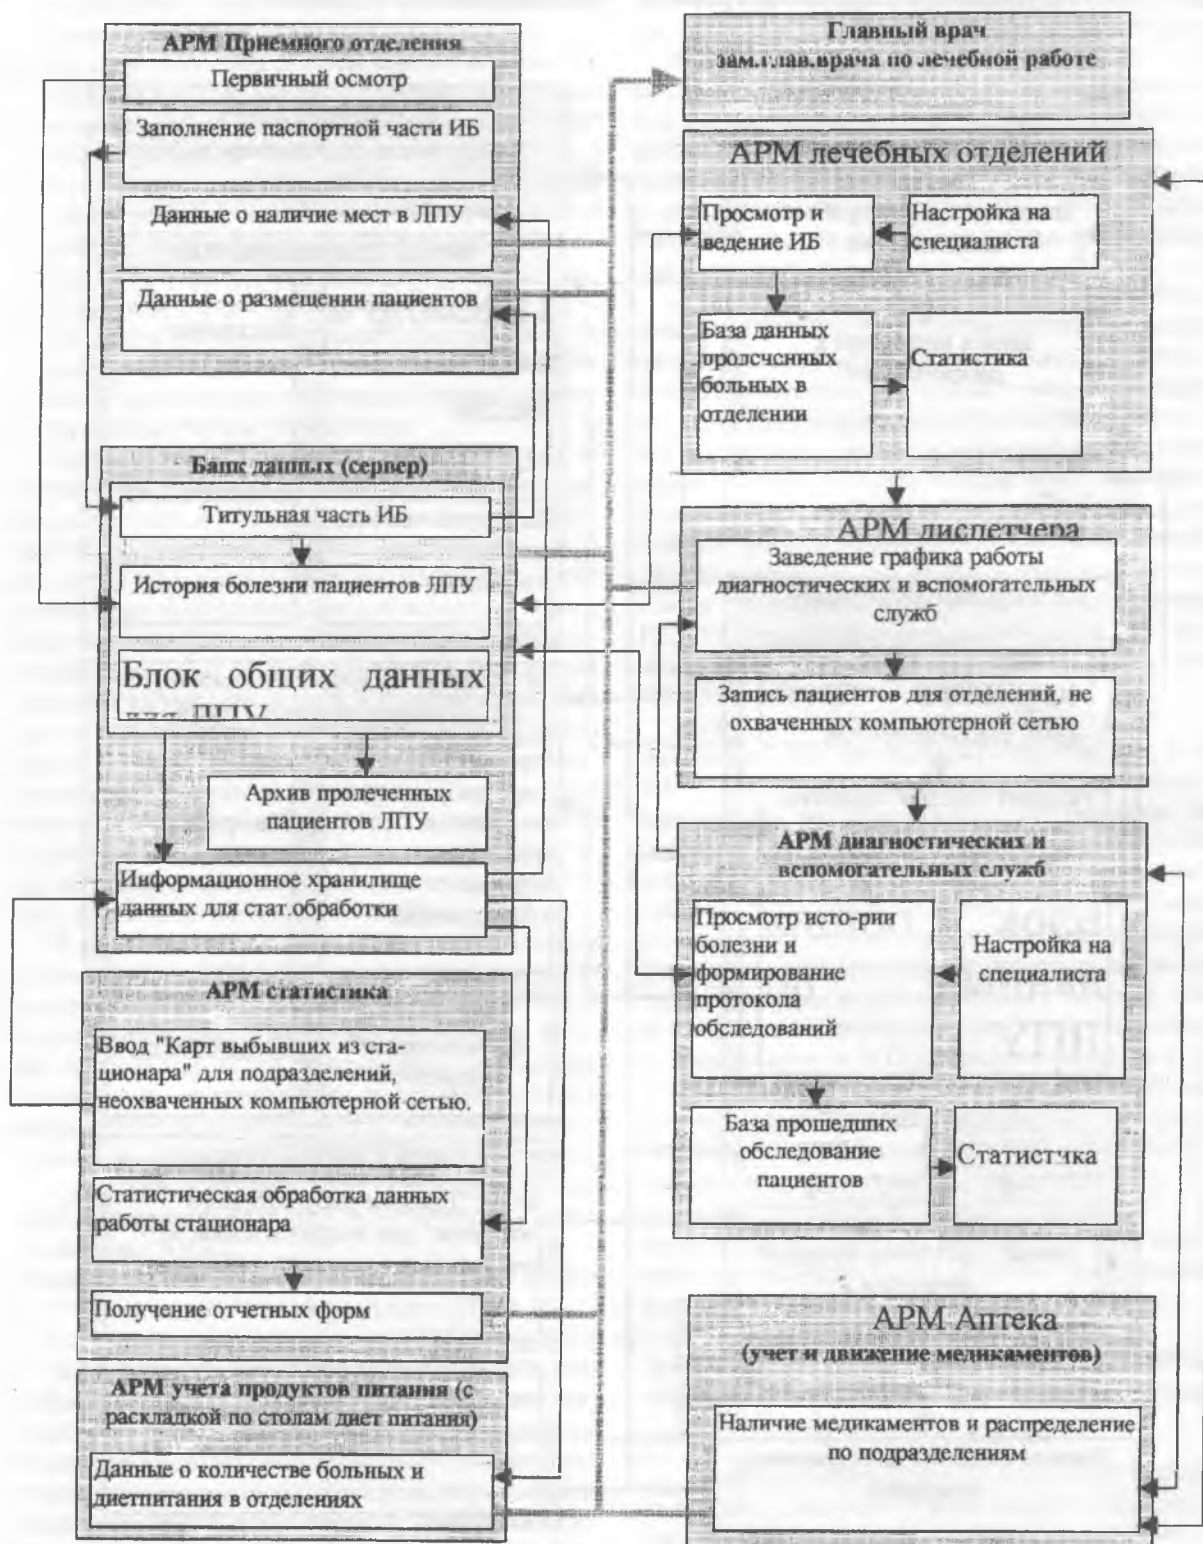 АРМ Приемного отделения
Первичный осмотр
Заполнение паспортной части ИБ
Данные о наличие мест в ЛПУ
Данные о размещении пациентов
Банк данных (сервер)
Титульная часть ИБ
История болезни пациентов ЛПУ
Блок общих данных
для ЛПУ
Архив пролеченных
пациентов ЛПУ
Информационное хранилище
данных для стат.обработки
АРМ статистика
Ввод "Карт выбывших из ста-
ционара" для подразделений,
неохваченных компьютерной сетью.
Статистическая обработка данных
работы стационара
Получение отчетных форм
АРМ учета продуктов питания (с
раскладкой по столам диет питания)
Данные о количестве больных и
диетпитания в отделениях
Главный врач
зам.глав.врача по лечебной работе
АРМ лечебных отделений
Просмотр и
ведение ИБ
Настройка на
специалиста
База данных
пролеченных
больных в
отделении
Статистика
АРМ диспетчера
Заведение графика работы
диагностических и вспомогательных
служб
Запись пациентов для отделений, не
охваченных компьютерной сетью
АРМ диагностических и
вспомогательных служб
Просмотр исто-рии
болезни и
формирование
протокола
обследований
Настройка на
специалиста
База прошедших
обследование
пациентов
Статистика
АРМ Аптека
(учет и движение медикаментов)
Наличие медикаментов и распределение
по подразделениям